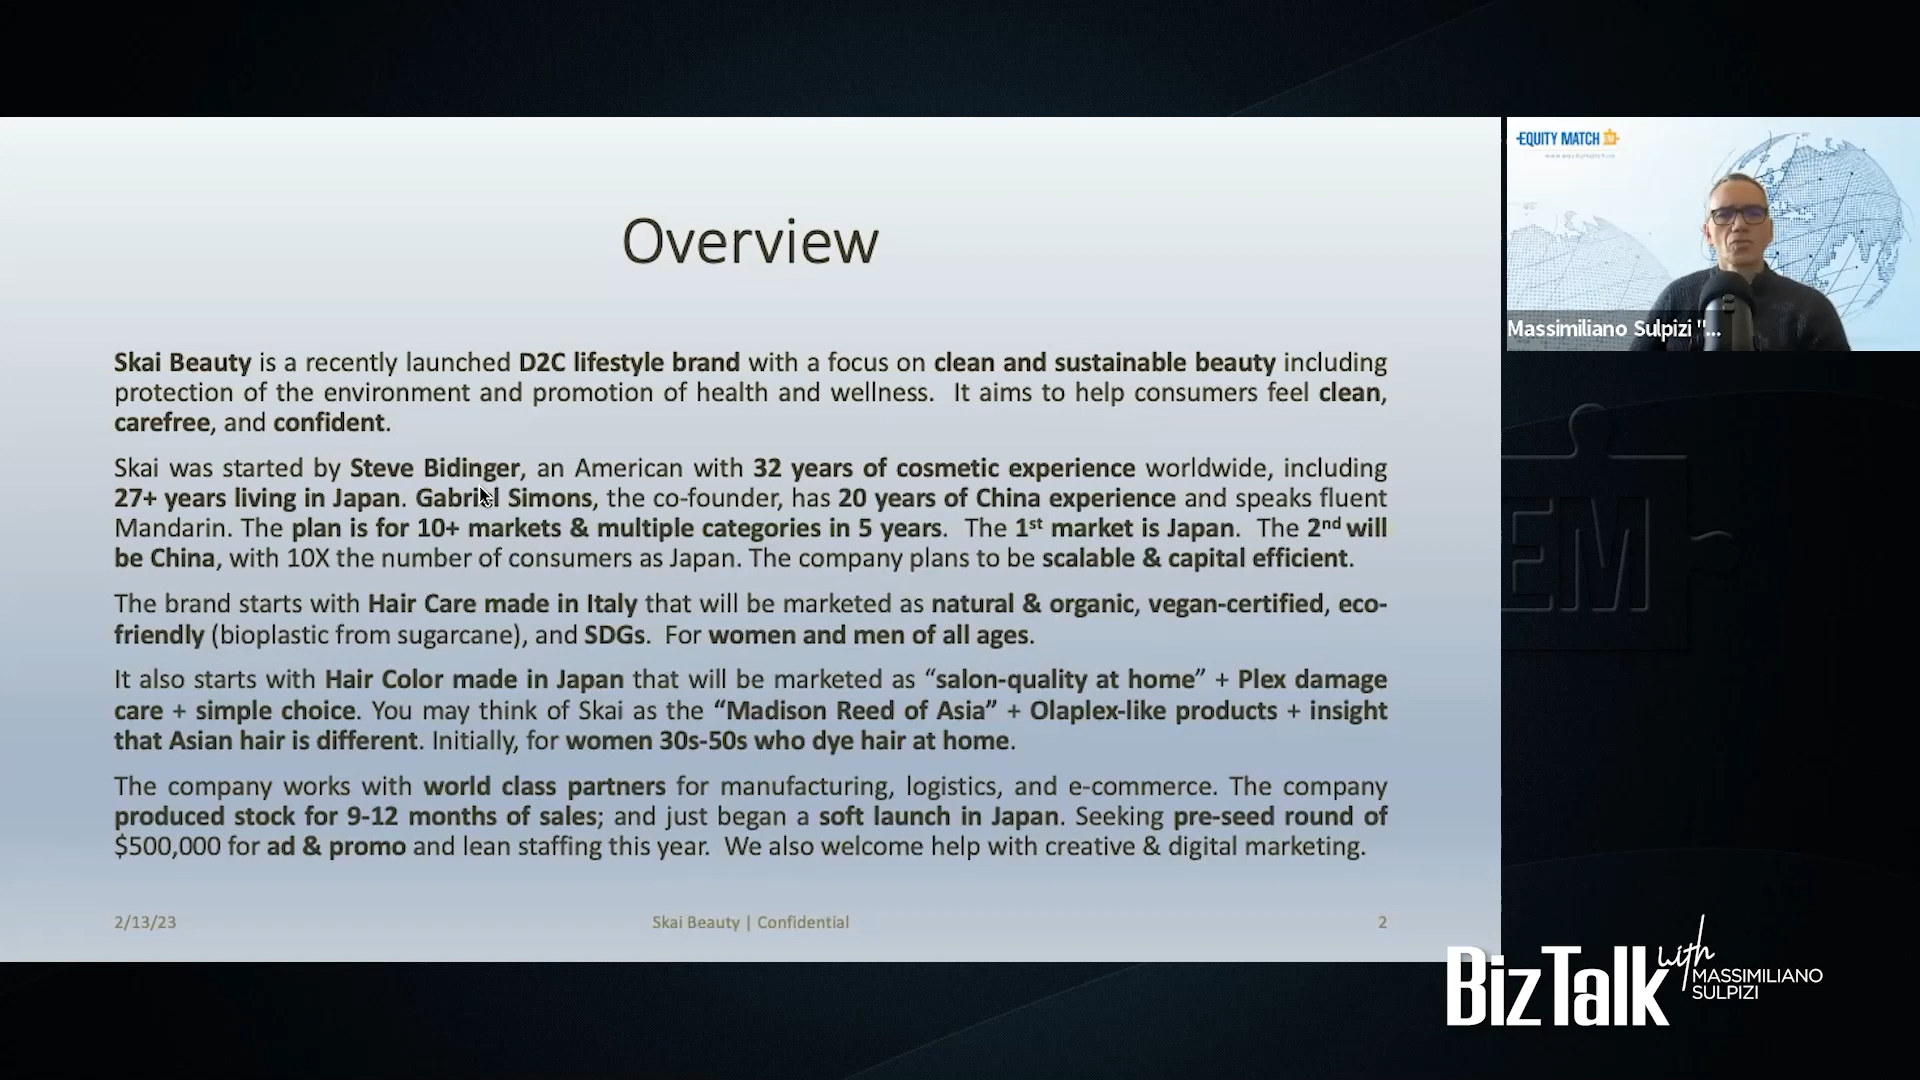 Overview
Skai Beauty is a recently launched D2C lifestyle brand with a focus on clean and sustainable beauty including
protection of the environment and promotion of health and wellness. It aims to help consumers feel clean,
carefree, and confident.
Skai was started by Steve Bidinger, an American with 32 years of cosmetic experience worldwide, including
27+ years living in Japan. Gabriel Simons, the co-founder, has 20 years of China experience and speaks fluent
Mandarin. The plan is for 10+ markets & multiple categories in 5 years. The 1st market is Japan. The 2nd will
be China, with 10X the number of consumers as Japan. The company plans to be scalable & capital efficient.
The brand starts with Hair Care made in Italy that will be marketed as natural & organic, vegan-certified, eco-
friendly (bioplastic from sugarcane), and SDGs. For women and men of all ages.
It also starts with Hair Color made in Japan that will be marketed as “salon-quality at home” + Plex damage
care + simple choice. You may think of Skai as the “Madison Reed of Asia” + Olaplex-like products + insight
that Asian hair is different. Initially, for women 30s-50s who dye hair at home.
The company works with world class partners for manufacturing, logistics, and e-commerce. The company
produced stock for 9-12 months of sales; and just began a soft launch in Japan. Seeking pre-seed round of
$500,000 for ad & promo and lean staffing this year. We also welcome help with creative & digital marketing.
2/13/23
Skai Beauty | Confidential
2
EQUITY MATCH EM
www.equitymatch.co
Massimiliano Sulpizi "...
EM
BizTalk with
MASSIMILIANO
SULPIZI